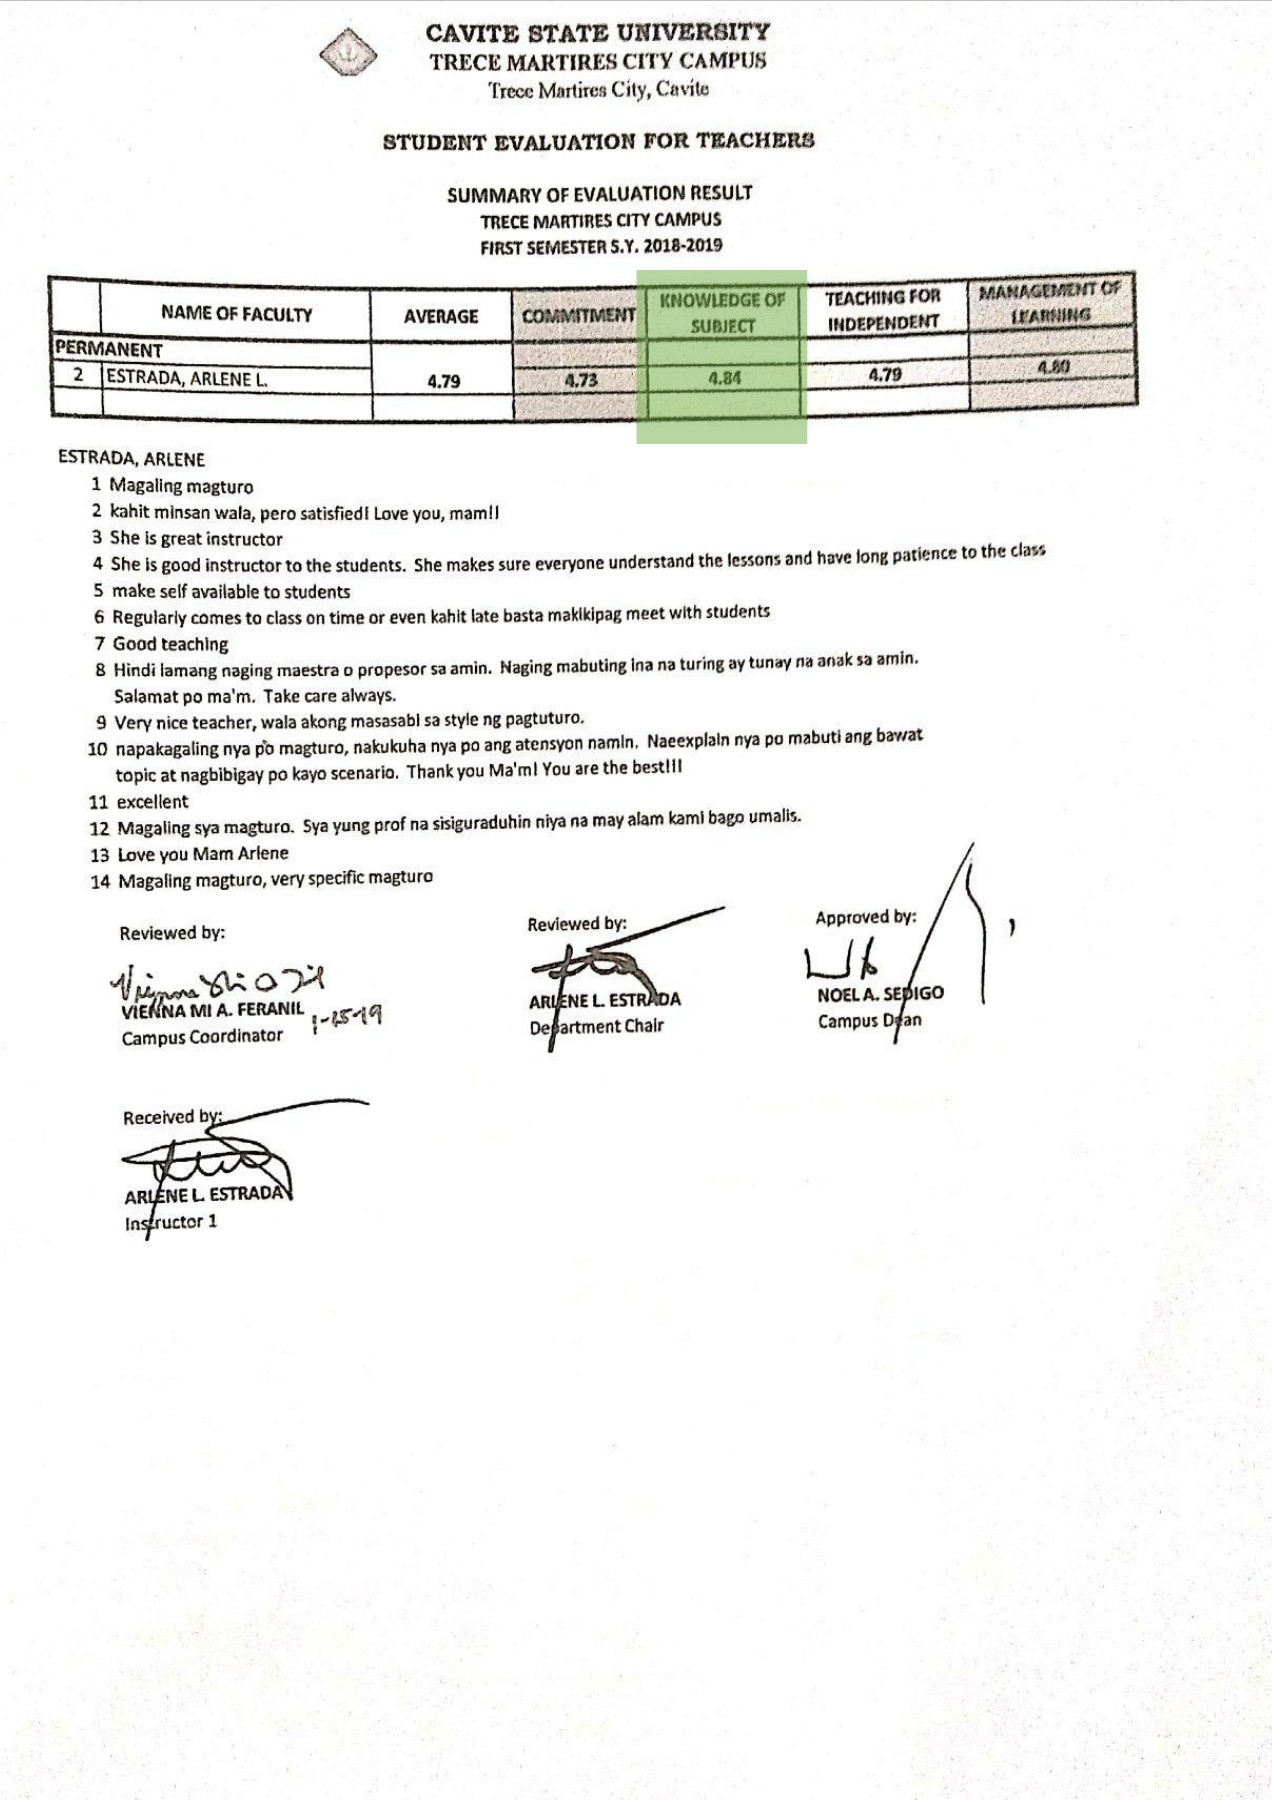 CAVITE STATE UNIVERSITY
TRECE MARTIRES CITY CAMPUS
Trece Martires City, Cavite
STUDENT EVALUATION FOR TEACHERS
SUMMARY OF EVALUATION RESULT
TRECE MARTIRES CITY CAMPUS
FIRST SEMESTER S.Y. 2018-2019
NAME OF FACULTY AVERAGE COMMITMENT KNOWLEDGE OF SUBJECT TEACHING FOR INDEPENDENT MANAGEMENT OF LEARNING
PERMANENT
2 ESTRADA, ARLENE L. 4.79 4.73 4.84 4.79 4.80
ESTRADA, ARLENE
1 Magaling magturo
2 kahit minsan wala, pero satisfied! Love you, mam!!
3 She is great instructor
4 She is good instructor to the students. She makes sure everyone understand the lessons and have long patience to the class
5 make self available to students
6 Regularly comes to class on time or even kahit late basta makikipag meet with students
7 Good teaching
8 Hindi lamang naging maestra o propesor sa amin. Naging mabuting ina na turing ay tunay na anak sa amin.
Salamat po ma'm. Take care always.
9 Very nice teacher, wala akong masasabi sa style ng pagtuturo.
10 napakagaling nya po magturo, nakukuha nya po ang atensyon namin. Naeexplain nya po mabuti ang bawat
topic at nagbibigay po kayo scenario. Thank you Ma'm! You are the best!!!
11 excellent
12 Magaling sya magturo. Sya yung prof na sisiguraduhin niya na may alam kami bago umalis.
13 Love you Mam Arlene
14 Magaling magturo, very specific magturo
Reviewed by: Reviewed by: Approved by:
VIENNA MI A. FERANIL ARLENE L. ESTRADA NOEL A. SEDIGO
1-25-19
Campus Coordinator Department Chair Campus Dean
Received by:
ARLENE L. ESTRADA
Instructor 1